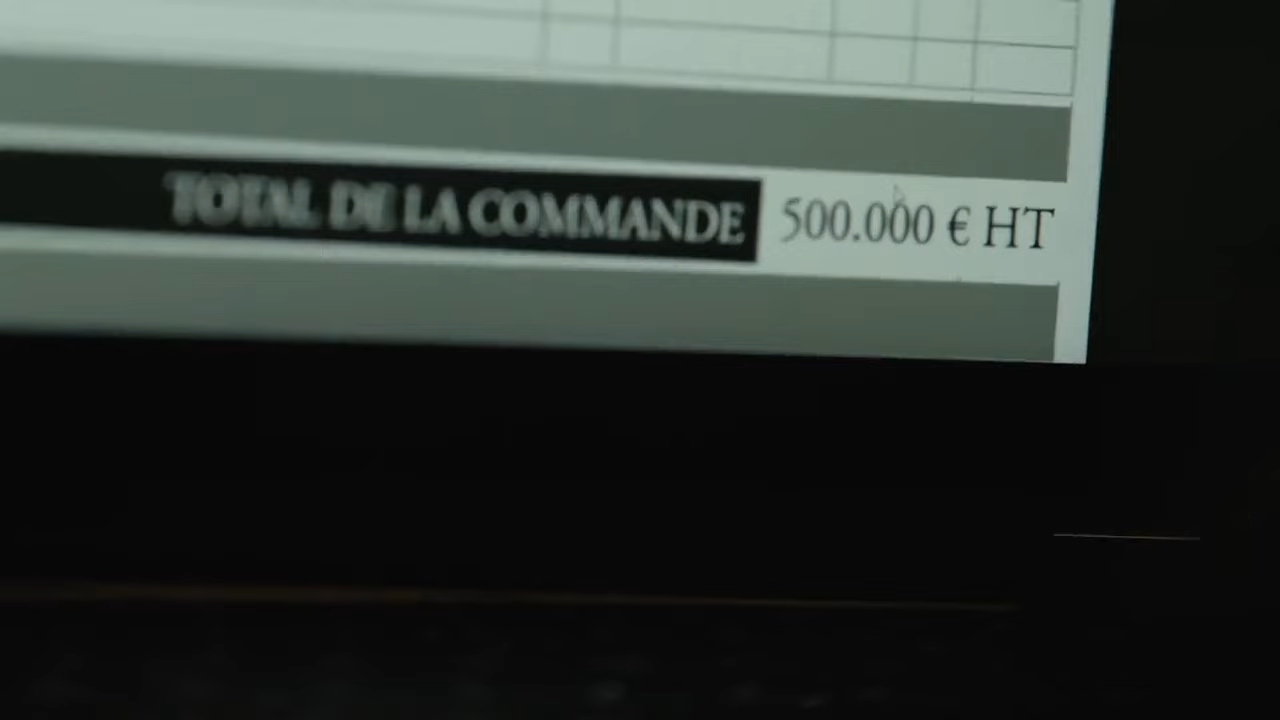 TOTAL DE LA COMMANDE 500.000 € HT